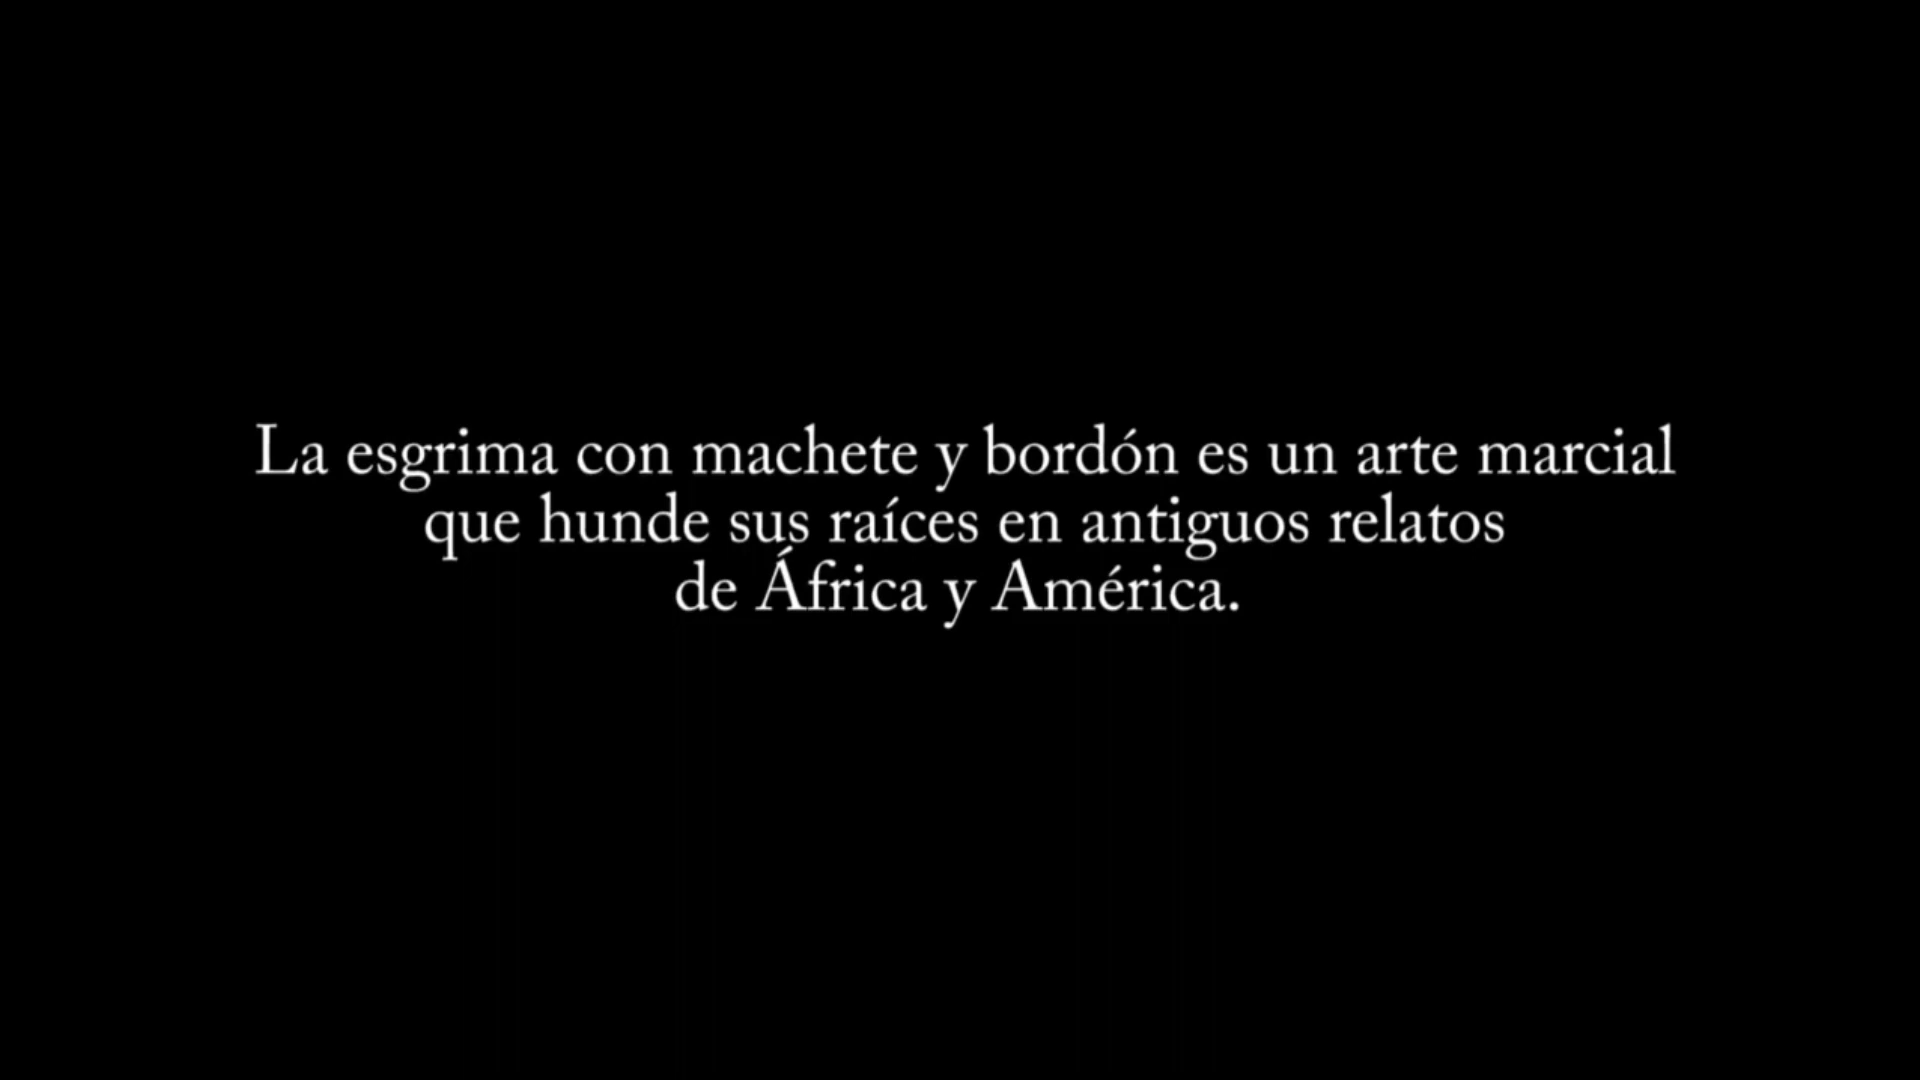 La esgrima con machete y bordón es un arte marcial
que hunde sus raíces en antiguos relatos
de África y América.